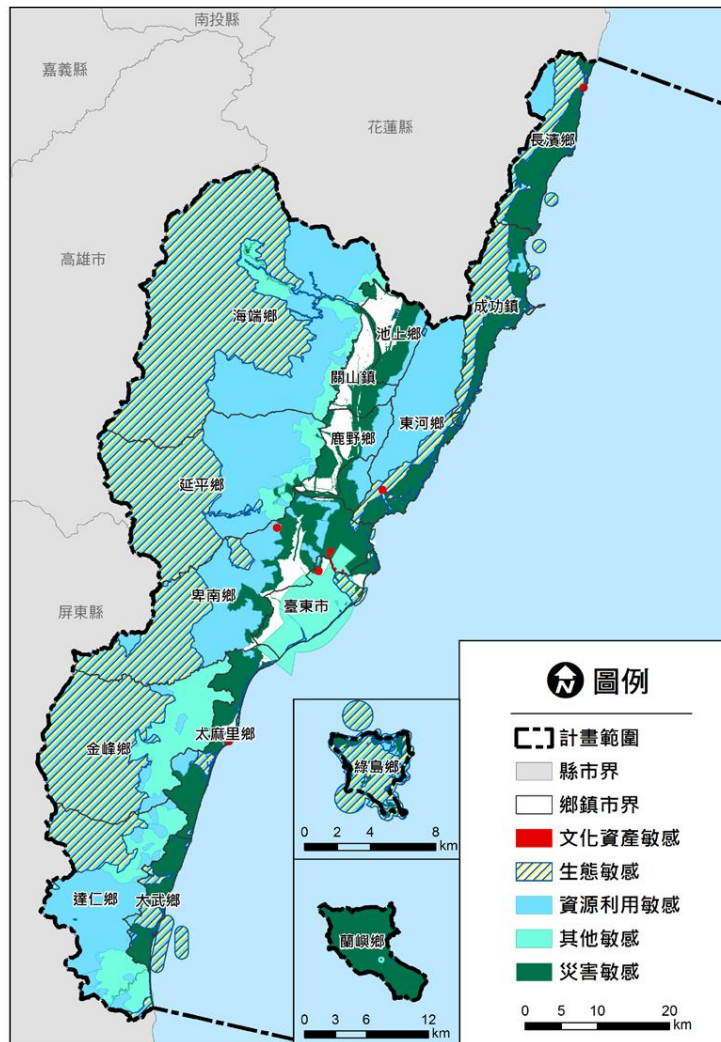 南投縣
嘉義縣
花蓮縣
長濱鄉
高雄市
海端鄉
成功鎮
池上鄉
關山鎮
東河鄉
鹿野鄉
延平鄉
卑南鄉
臺東市
屏東縣
太麻里鄉
金峰鄉
達仁鄉
大武鄉
綠島鄉
0 2 4 8
km
蘭嶼鄉
0 3 6 12
km
N 圖例
計畫範圍
縣市界
鄉鎮市界
文化資產敏感
生態敏感
資源利用敏感
其他敏感
災害敏感
0 5 10 20
km